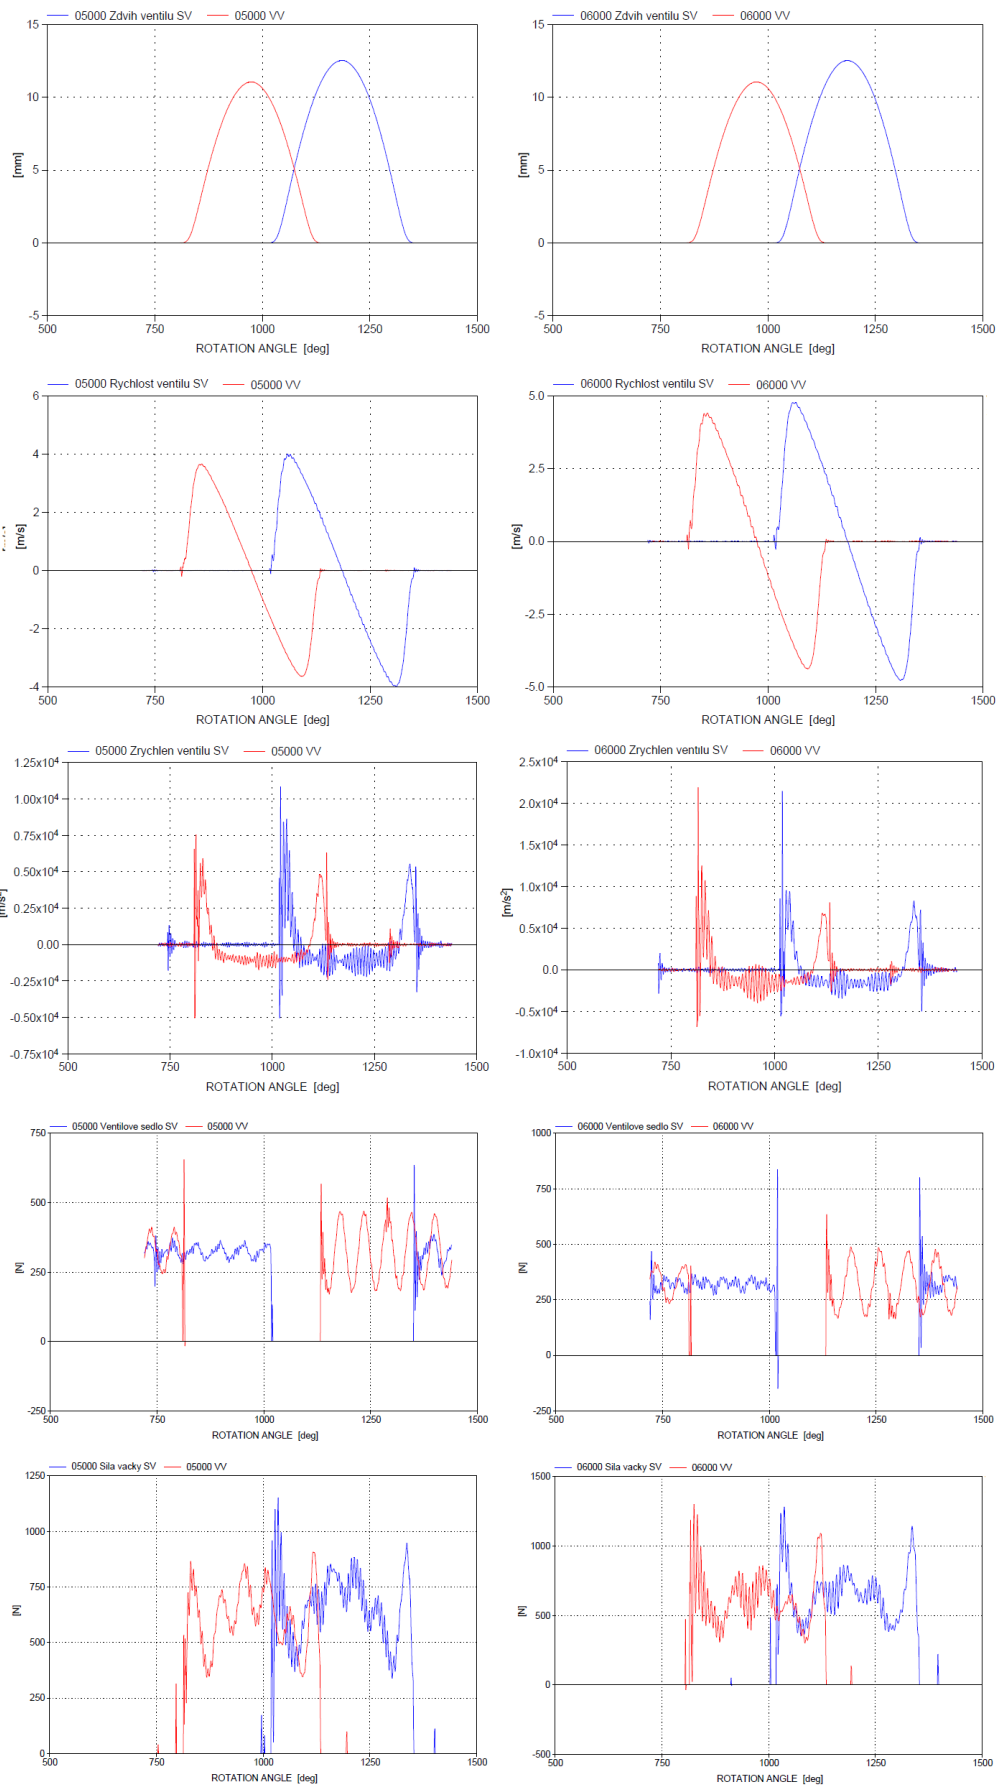 05000 Zdvih ventilu SV 05000 VV
15
10
5
0
-5
[mm]
500 750 1000 1250 1500
ROTATION ANGLE [deg]
06000 Zdvih ventilu SV 06000 VV
15
10
5
0
-5
[mm]
500 750 1000 1250 1500
ROTATION ANGLE [deg]
05000 Rychlost ventilu SV 05000 VV
6
4
2
0
-2
-4
[m/s]
500 750 1000 1250 1500
ROTATION ANGLE [deg]
06000 Rychlost ventilu SV 06000 VV
5.0
2.5
0.0
-2.5
-5.0
[m/s]
500 750 1000 1250 1500
ROTATION ANGLE [deg]
05000 Zrychlen ventilu SV 05000 VV
1.25x10⁴
1.00x10⁴
0.75x10⁴
0.50x10⁴
0.25x10⁴
0.00
-0.25x10⁴
-0.50x10⁴
-0.75x10⁴
[m/s²]
500 750 1000 1250 1500
ROTATION ANGLE [deg]
06000 Zrychlen ventilu SV 06000 VV
2.5x10⁴
2.0x10⁴
1.5x10⁴
1.0x10⁴
0.5x10⁴
0.0
-0.5x10⁴
-1.0x10⁴
[m/s²]
500 750 1000 1250 1500
ROTATION ANGLE [deg]
05000 Ventilove sedlo SV 05000 VV
750
500
250
0
-250
[N]
500 750 1000 1250 1500
ROTATION ANGLE [deg]
06000 Ventilove sedlo SV 06000 VV
1000
750
500
250
0
-250
[N]
500 750 1000 1250 1500
ROTATION ANGLE [deg]
05000 Sila vacky SV 05000 VV
1250
1000
750
500
250
0
[N]
500 750 1000 1250 1500
ROTATION ANGLE [deg]
06000 Sila vacky SV 06000 VV
1500
1000
500
0
-500
[N]
500 750 1000 1250 1500
ROTATION ANGLE [deg]